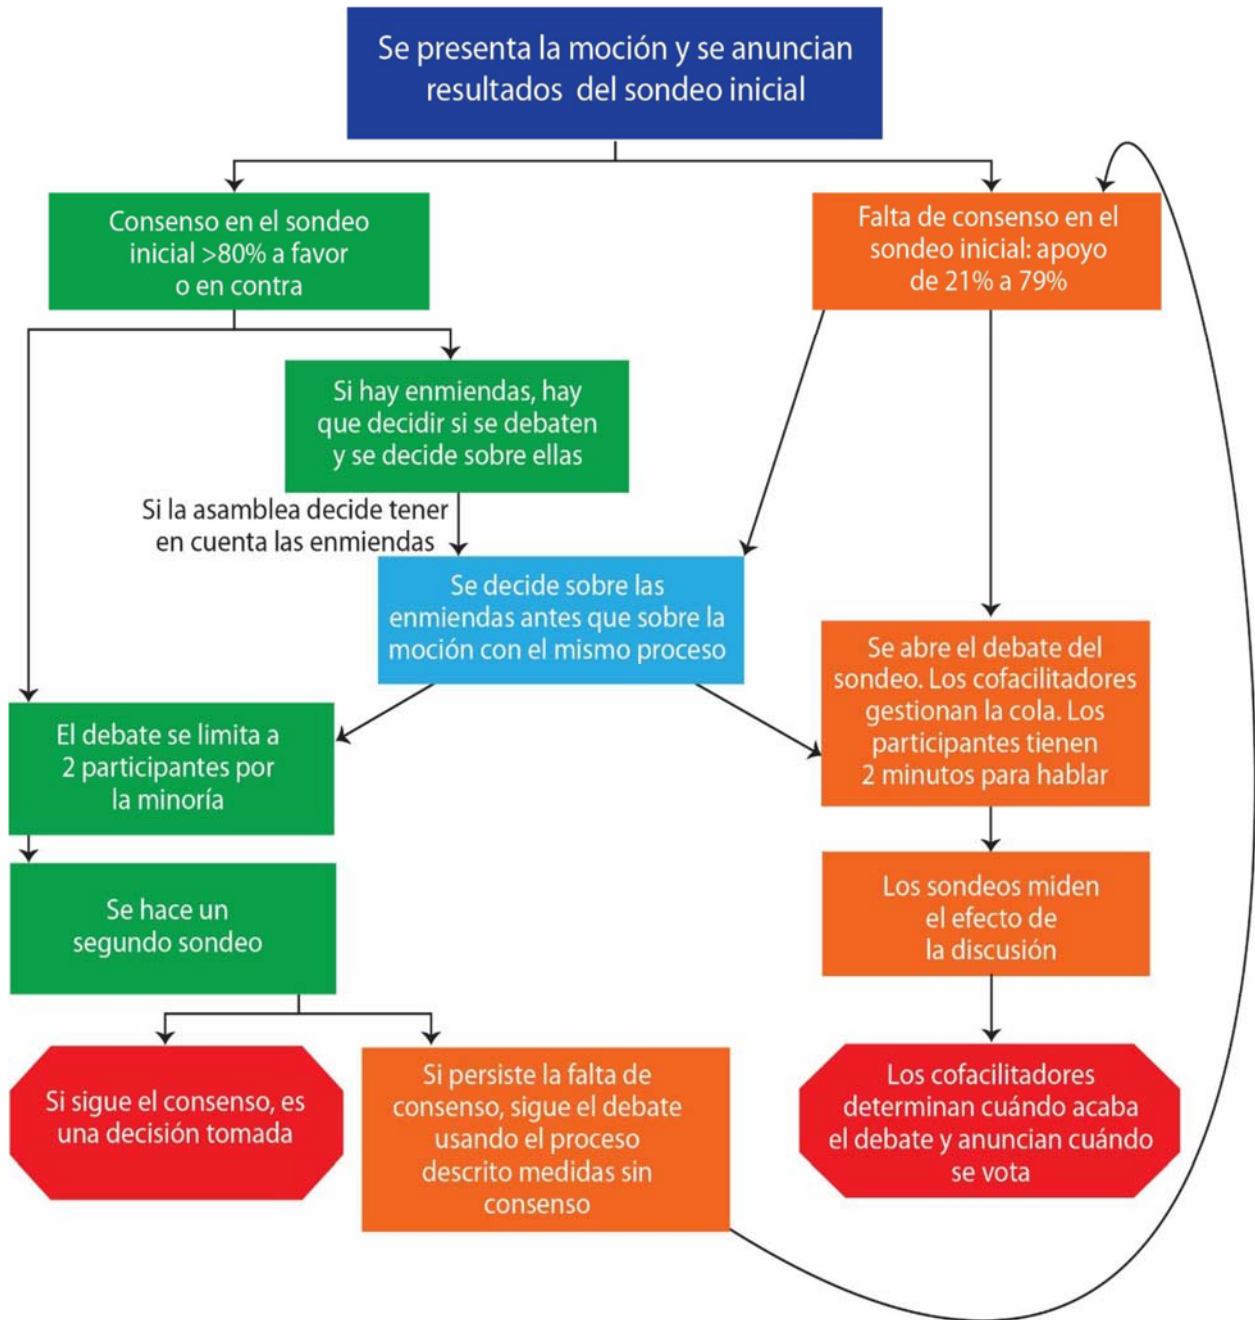 Se presenta la moción y se anuncian
resultados del sondeo inicial
Consenso en el sondeo
inicial >80% a favor
o en contra
Falta de consenso en el
sondeo inicial: apoyo
de 21% a 79%
Si hay enmiendas, hay
que decidir si se debaten
y se decide sobre ellas
Si la asamblea decide tener
en cuenta las enmiendas
Se decide sobre las
enmiendas antes que sobre la
moción con el mismo proceso
Se abre el debate del
sondeo. Los cofacilitadores
gestionan la cola. Los
participantes tienen
2 minutos para hablar
El debate se limita a
2 participantes por
la minoría
Los sondeos miden
el efecto de
la discusión
Se hace un
segundo sondeo
Si sigue el consenso, es
una decisión tomada
Si persiste la falta de
consenso, sigue el debate
usando el proceso
descrito medidas sin
consenso
Los cofacilitadores
determinan cuándo acaba
el debate y anuncian cuándo
se vota